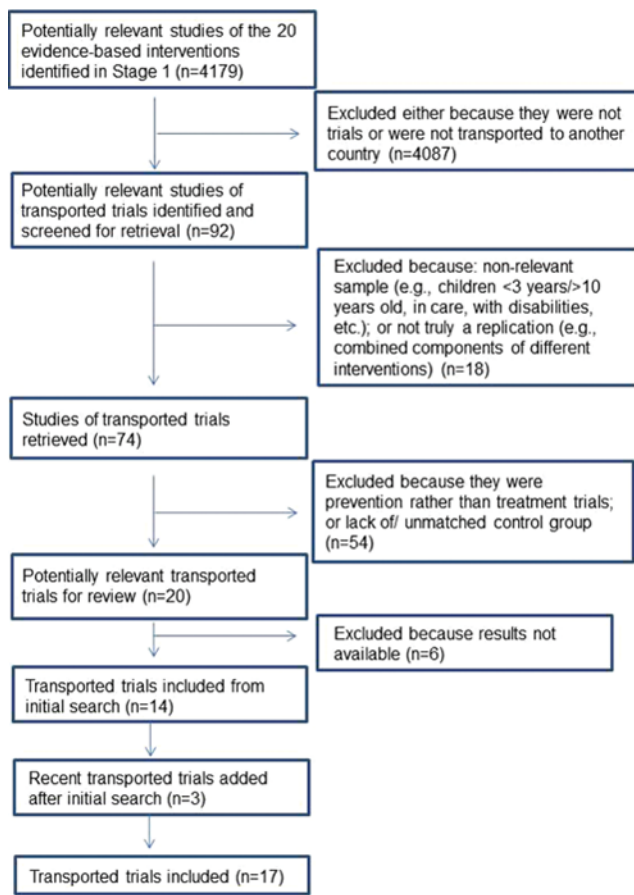 Potentially relevant studies of the 20
evidence-based interventions
identified in Stage 1 (n=4179)
Excluded either because they were not
trials or were not transported to another
country (n=4087)
Potentially relevant studies of
transported trials identified and
screened for retrieval (n=92)
Excluded because: non-relevant
sample (e.g., children <3 years/>10
years old, in care, with disabilities,
etc.); or not truly a replication (e.g.,
combined components of different
interventions) (n=18)
Studies of transported trials
retrieved (n=74)
Excluded because they were
prevention rather than treatment trials;
or lack of/ unmatched control group
(n=54)
Potentially relevant transported
trials for review (n=20)
Excluded because results not
available (n=6)
Transported trials included from
initial search (n=14)
Recent transported trials added
after initial search (n=3)
Transported trials included (n=17)